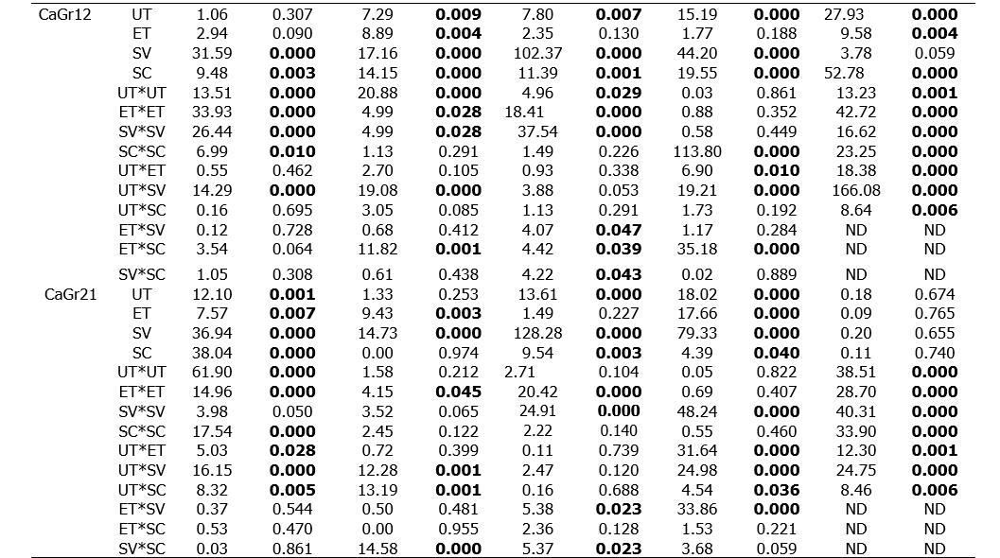 CaGr12 UT 1.06 0.307 7.29 0.009 7.80 0.007 15.19 0.000 27.93 0.000
ET 2.94 0.090 8.89 0.004 2.35 0.130 1.77 0.188 9.58 0.004
SV 31.59 0.000 17.16 0.000 102.37 0.000 44.20 0.000 3.78 0.059
SC 9.48 0.003 14.15 0.000 11.39 0.001 19.55 0.000 52.78 0.000
UT*UT 13.51 0.000 20.88 0.000 4.96 0.029 0.03 0.861 13.23 0.001
ET*ET 33.93 0.000 4.99 0.028 18.41 0.000 0.88 0.352 42.72 0.000
SV*SV 26.44 0.000 4.99 0.028 37.54 0.000 0.58 0.449 16.62 0.000
SC*SC 6.99 0.010 1.13 0.291 1.49 0.226 113.80 0.000 23.25 0.000
UT*ET 0.55 0.462 2.70 0.105 0.93 0.338 6.90 0.010 18.38 0.000
UT*SV 14.29 0.000 19.08 0.000 3.88 0.053 19.21 0.000 166.08 0.000
UT*SC 0.16 0.695 3.05 0.085 1.13 0.291 1.73 0.192 8.64 0.006
ET*SV 0.12 0.728 0.68 0.412 4.07 0.047 1.17 0.284 ND ND
ET*SC 3.54 0.064 11.82 0.001 4.42 0.039 35.18 0.000 ND ND
SV*SC 1.05 0.308 0.61 0.438 4.22 0.043 0.02 0.889 ND ND
CaGr21 UT 12.10 0.001 1.33 0.253 13.61 0.000 18.02 0.000 0.18 0.674
ET 7.57 0.007 9.43 0.003 1.49 0.227 17.66 0.000 0.09 0.765
SV 36.94 0.000 14.73 0.000 128.28 0.000 79.33 0.000 0.20 0.655
SC 38.04 0.000 0.00 0.974 9.54 0.003 4.39 0.040 0.11 0.740
UT*UT 61.90 0.000 1.58 0.212 2.71 0.104 0.05 0.822 38.51 0.000
ET*ET 14.96 0.000 4.15 0.045 20.42 0.000 0.69 0.407 28.70 0.000
SV*SV 3.98 0.050 3.52 0.065 24.91 0.000 48.24 0.000 40.31 0.000
SC*SC 17.54 0.000 2.45 0.122 2.22 0.140 0.55 0.460 33.90 0.000
UT*ET 5.03 0.028 0.72 0.399 0.11 0.739 31.64 0.000 12.30 0.001
UT*SV 16.15 0.000 12.28 0.001 2.47 0.120 24.98 0.000 24.75 0.000
UT*SC 8.32 0.005 13.19 0.001 0.16 0.688 4.54 0.036 8.46 0.006
ET*SV 0.37 0.544 0.50 0.481 5.38 0.023 33.86 0.000 ND ND
ET*SC 0.53 0.470 0.00 0.955 2.36 0.128 1.53 0.221 ND ND
SV*SC 0.03 0.861 14.58 0.000 5.37 0.023 3.68 0.059 ND ND